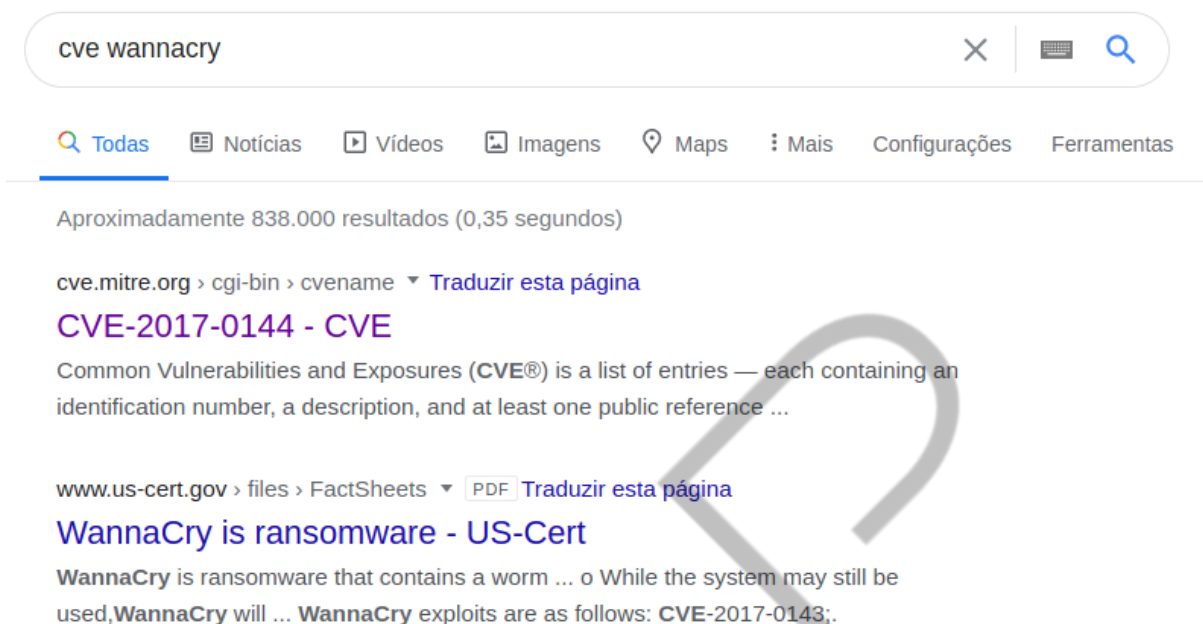 cve wannacry
Todas Notícias Vídeos Imagens Maps Mais Configurações Ferramentas
Aproximadamente 838.000 resultados (0,35 segundos)
cve.mitre.org › cgi-bin › cvename Traduzir esta página
CVE-2017-0144 - CVE
Common Vulnerabilities and Exposures (CVE®) is a list of entries — each containing an
identification number, a description, and at least one public reference ...
www.us-cert.gov › files › FactSheets PDF Traduzir esta página
WannaCry is ransomware - US-Cert
WannaCry is ransomware that contains a worm ... o While the system may still be
used,WannaCry will ... WannaCry exploits are as follows: CVE-2017-0143;.